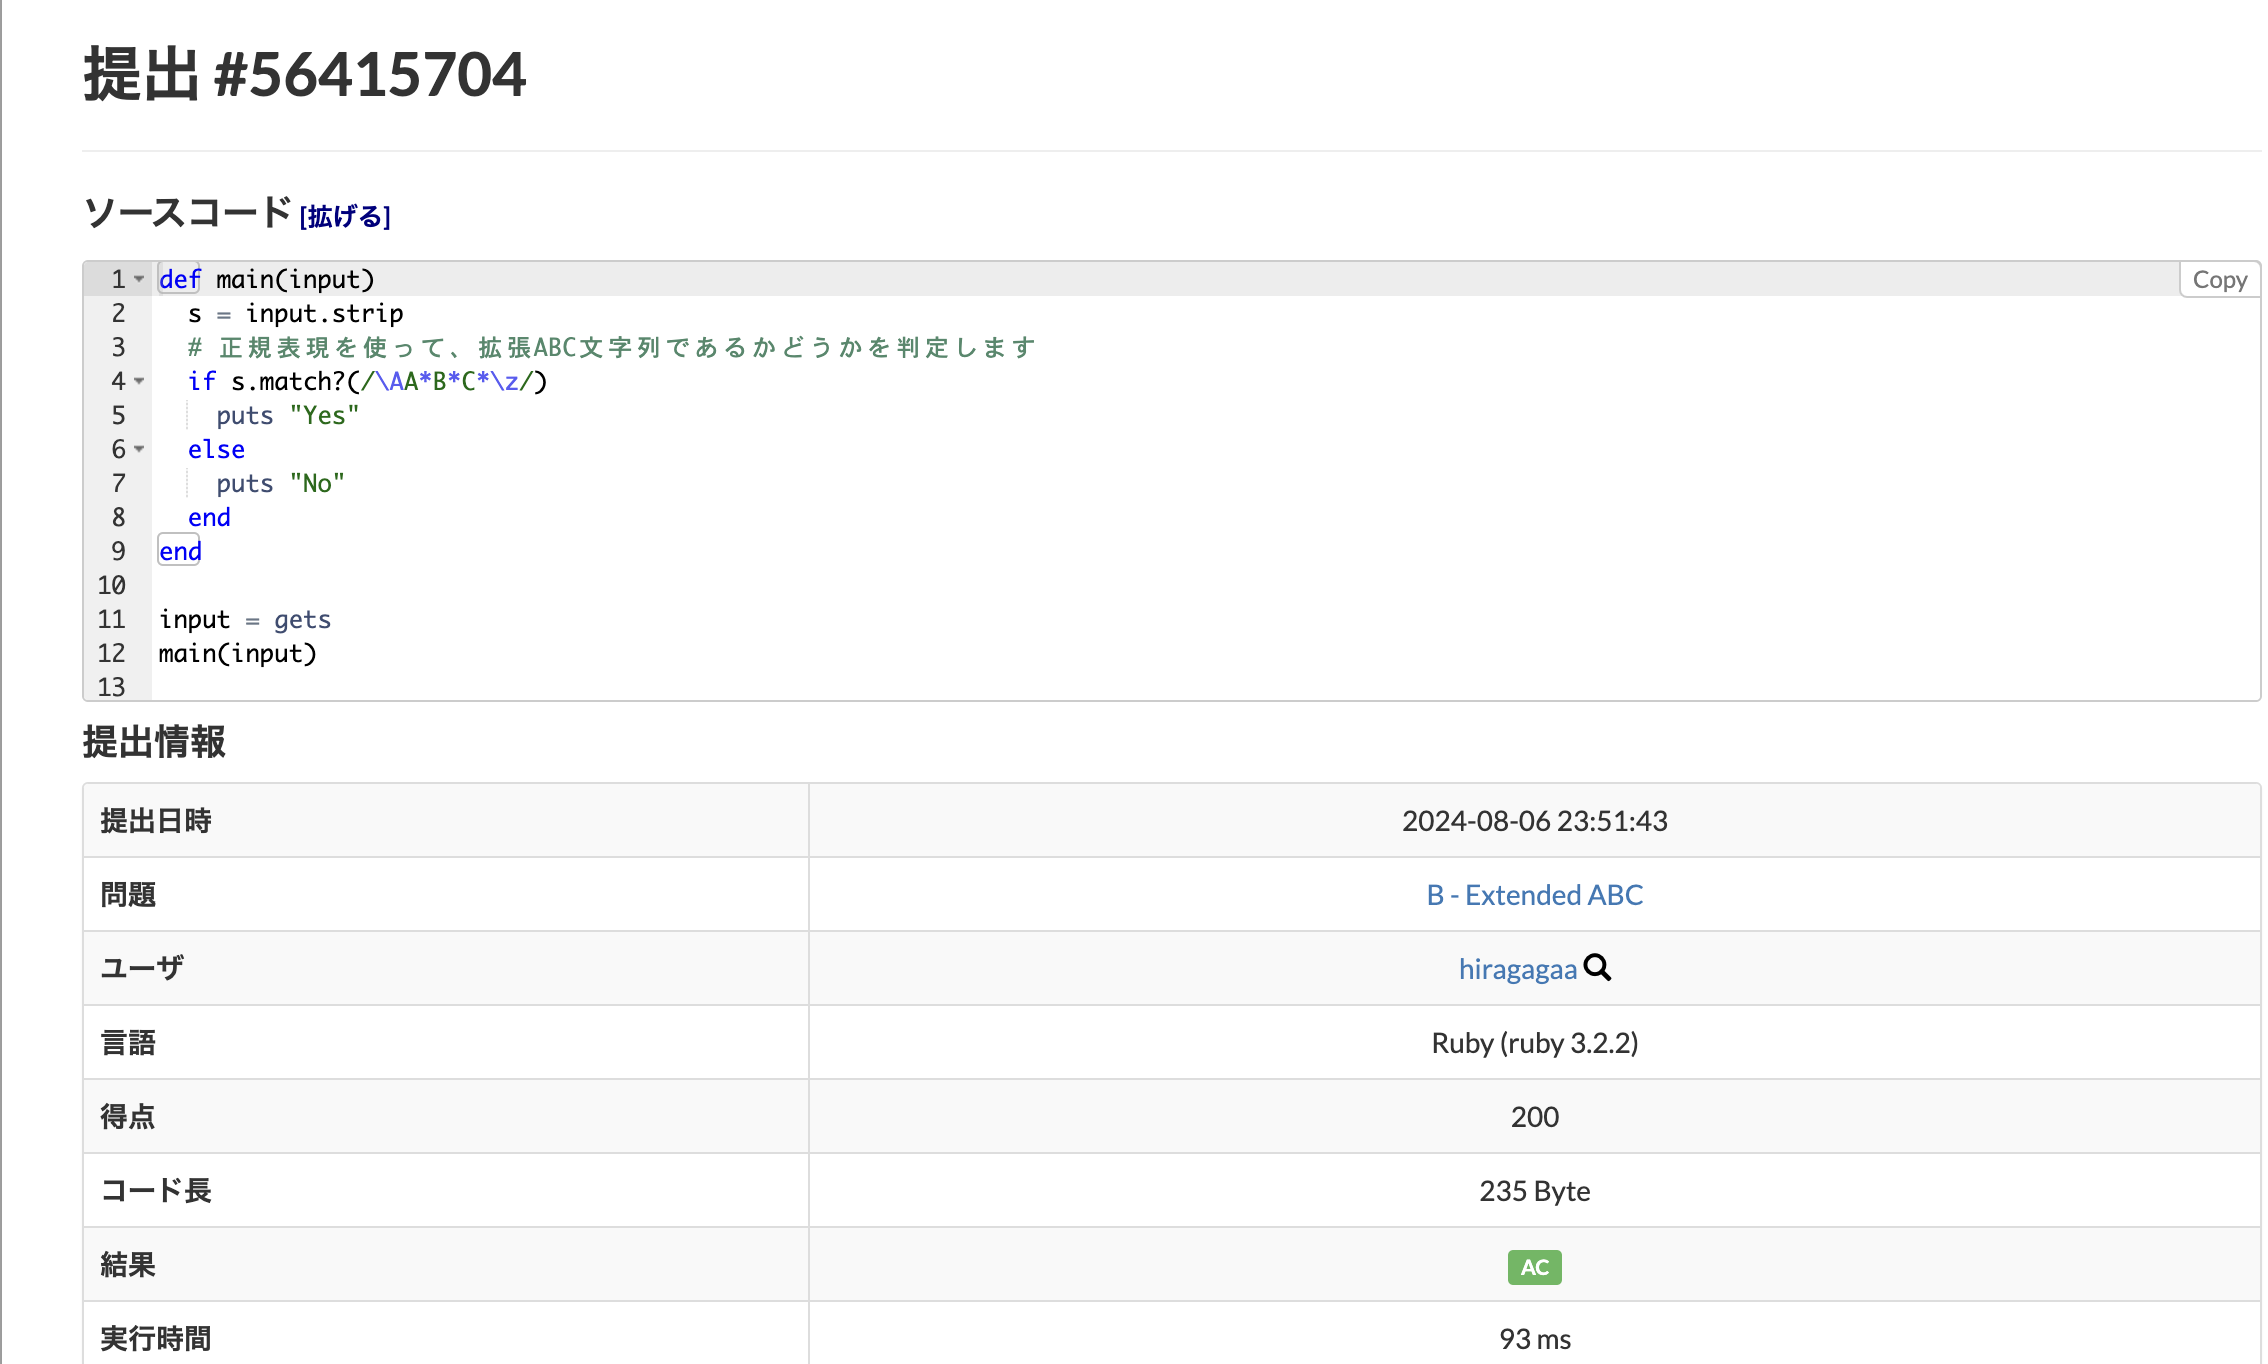 提出 #56415704
ソースコード [拡げる]
Copy
1 def main(input)
2   s = input.strip
3   # 正規表現を使って、拡張ABC文字列であるかどうかを判定します
4   if s.match?(/\AA*B*C*\z/)
5     puts "Yes"
6   else
7     puts "No"
8   end
9 end
10
11 input = gets
12 main(input)
13
提出情報
提出日時 2024-08-06 23:51:43
問題 B - Extended ABC
ユーザ hiragagaa
言語 Ruby (ruby 3.2.2)
得点 200
コード長 235 Byte
結果 AC
実行時間 93 ms